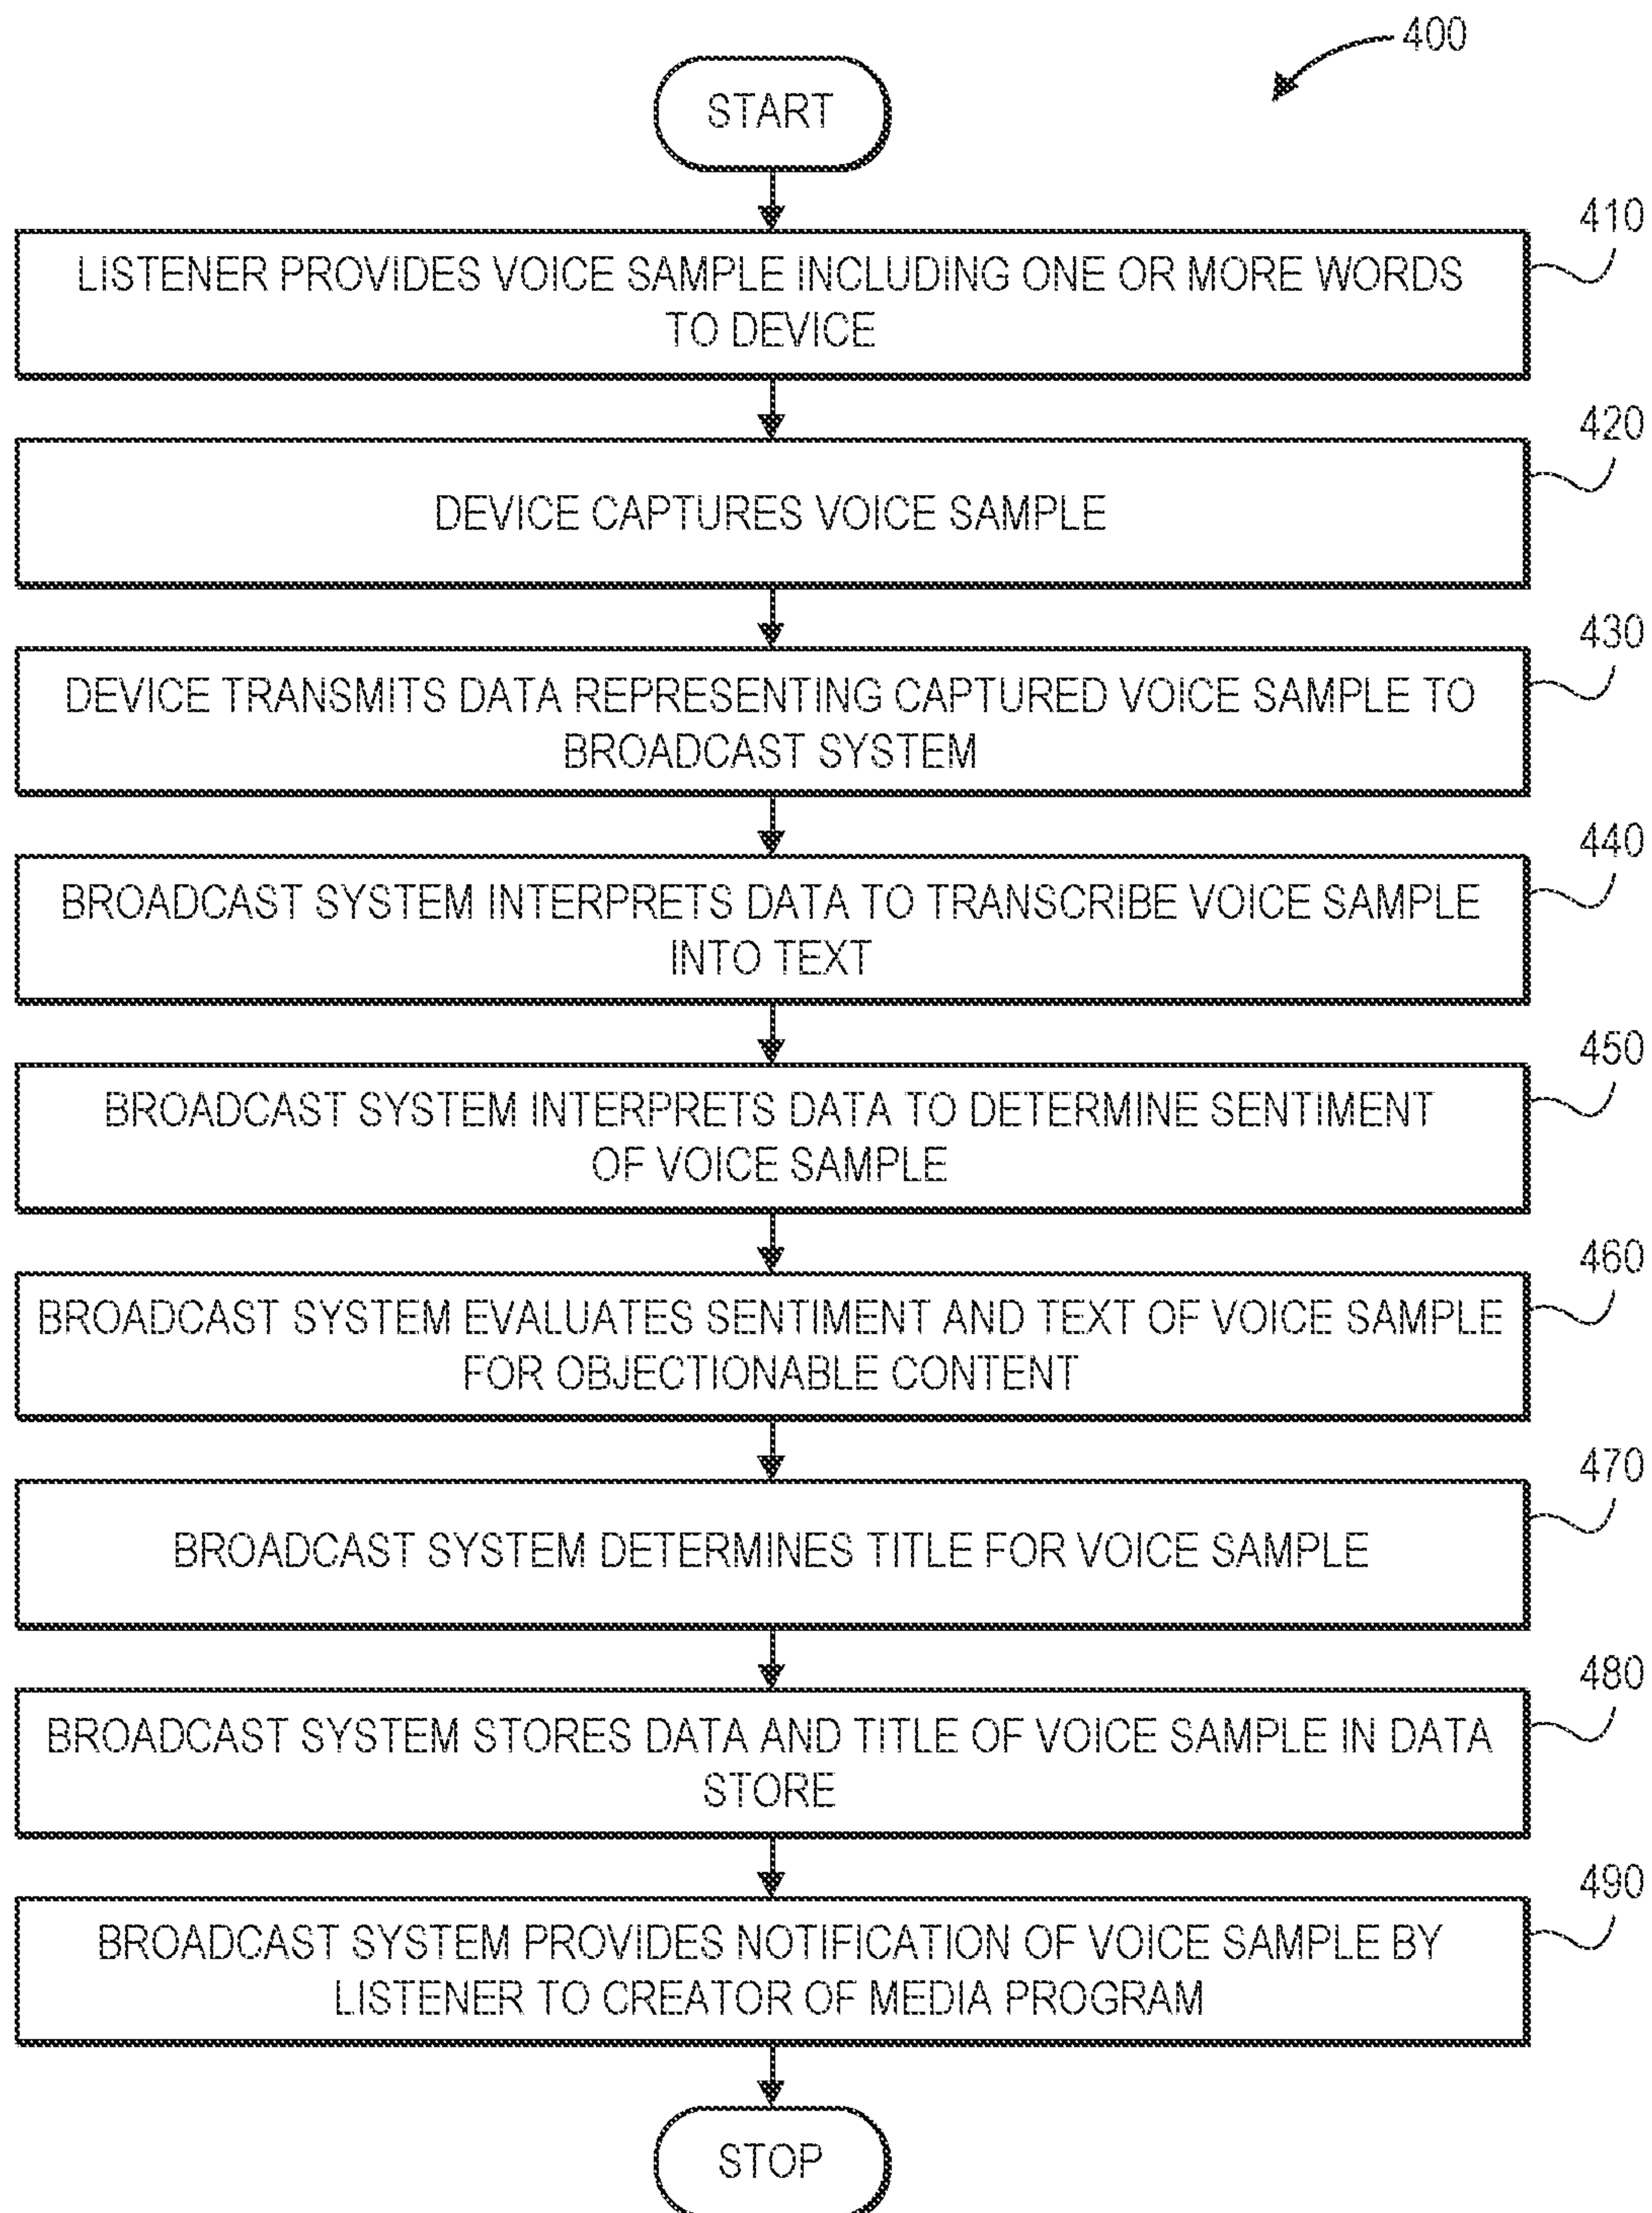 400
START
410
LISTENER PROVIDES VOICE SAMPLE INCLUDING ONE OR MORE WORDS
TO DEVICE
420
DEVICE CAPTURES VOICE SAMPLE
430
DEVICE TRANSMITS DATA REPRESENTING CAPTURED VOICE SAMPLE TO
BROADCAST SYSTEM
440
BROADCAST SYSTEM INTERPRETS DATA TO TRANSCRIBE VOICE SAMPLE
INTO TEXT
450
BROADCAST SYSTEM INTERPRETS DATA TO DETERMINE SENTIMENT
OF VOICE SAMPLE
460
BROADCAST SYSTEM EVALUATES SENTIMENT AND TEXT OF VOICE SAMPLE
FOR OBJECTIONABLE CONTENT
470
BROADCAST SYSTEM DETERMINES TITLE FOR VOICE SAMPLE
480
BROADCAST SYSTEM STORES DATA AND TITLE OF VOICE SAMPLE IN DATA
STORE
490
BROADCAST SYSTEM PROVIDES NOTIFICATION OF VOICE SAMPLE BY
LISTENER TO CREATOR OF MEDIA PROGRAM
STOP